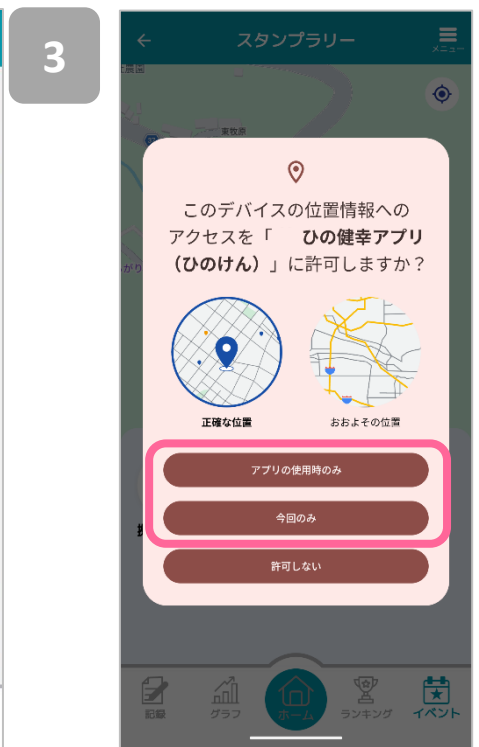 3
スタンプラリー
メニュー
東牧原
このデバイスの位置情報への
アクセスを「 ひの健幸アプリ
（ひのけん）」に許可しますか？
正確な位置
おおよその位置
アプリの使用時のみ
今回のみ
許可しない
記録
グラフ
ホーム
ランキング
イベント